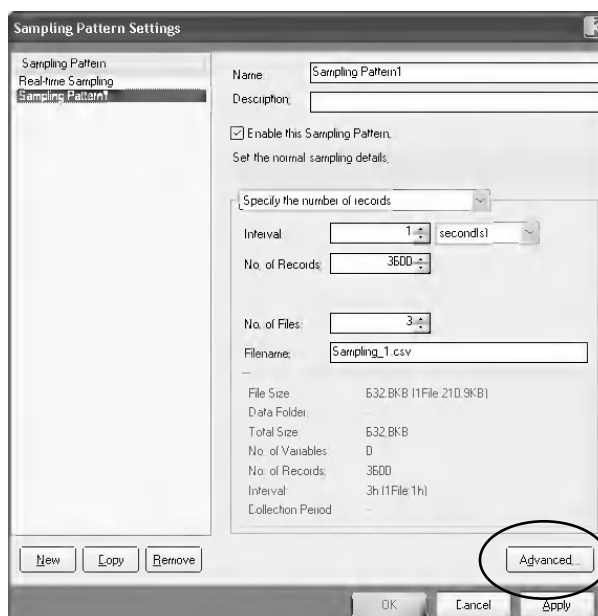 Sampling Pattern Settings
Sampling Pattern
Real-time Sampling
Sampling Pattern1
Name: Sampling Pattern1
Description:
Enable this Sampling Pattern.
Set the normal sampling details.
Specify the number of records
Interval 1 second(s)
No. of Records: 3600
No. of Files: 3
Filename: Sampling_1.csv
File Size 632.8KB (1File 210.9KB)
Data Folder
Total Size 632.8KB
No. of Variables 0
No. of Records: 3600
Interval 3h (1File 1h)
Collection Period
New Copy Remove
Advanced...
OK Cancel Apply